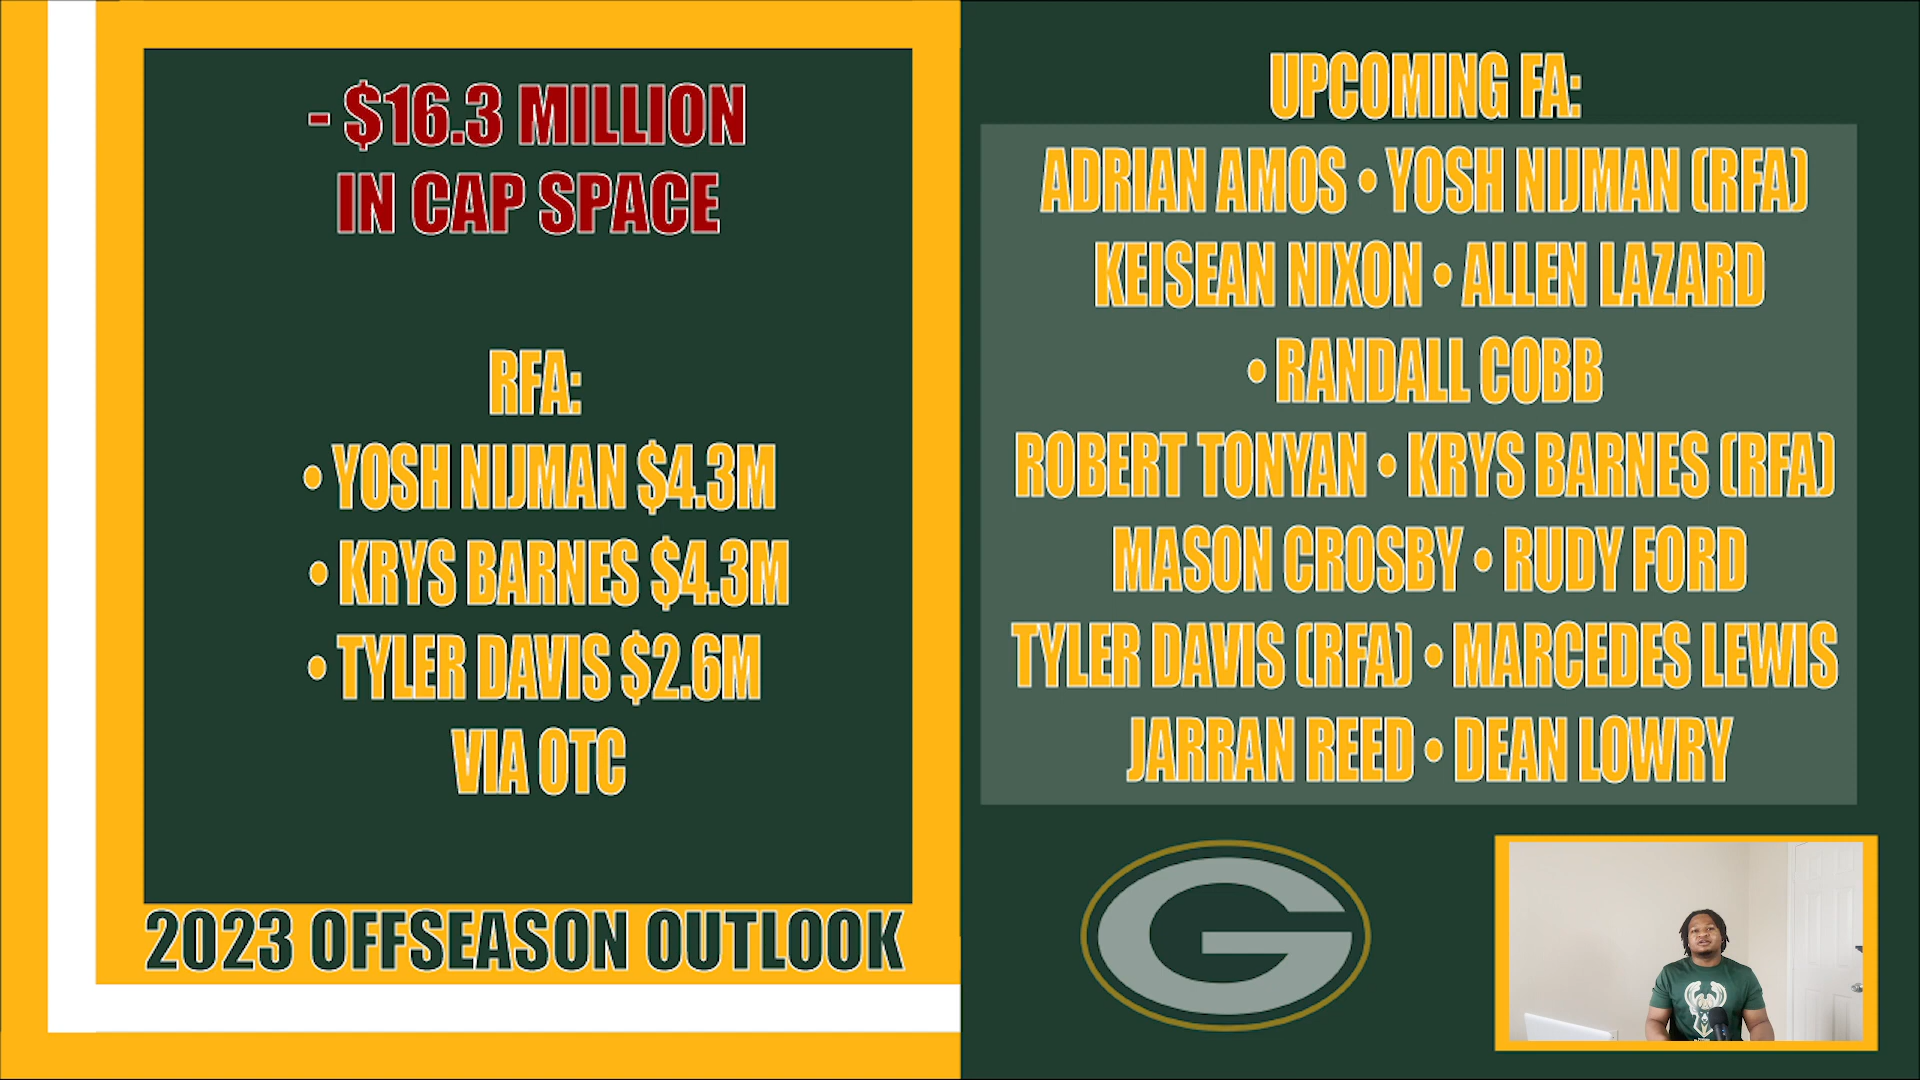 - $16.3 MILLION
IN CAP SPACE
RFA:
• YOSH NIJMAN $4.3M
• KRYS BARNES $4.3M
• TYLER DAVIS $2.6M
VIA OTC
2023 OFFSEASON OUTLOOK
UPCOMING FA:
ADRIAN AMOS • YOSH NIJMAN (RFA)
KEISEAN NIXON • ALLEN LAZARD
• RANDALL COBB
ROBERT TONYAN • KRYS BARNES (RFA)
MASON CROSBY • RUDY FORD
TYLER DAVIS (RFA) • MARCEDES LEWIS
JARRAN REED • DEAN LOWRY
G